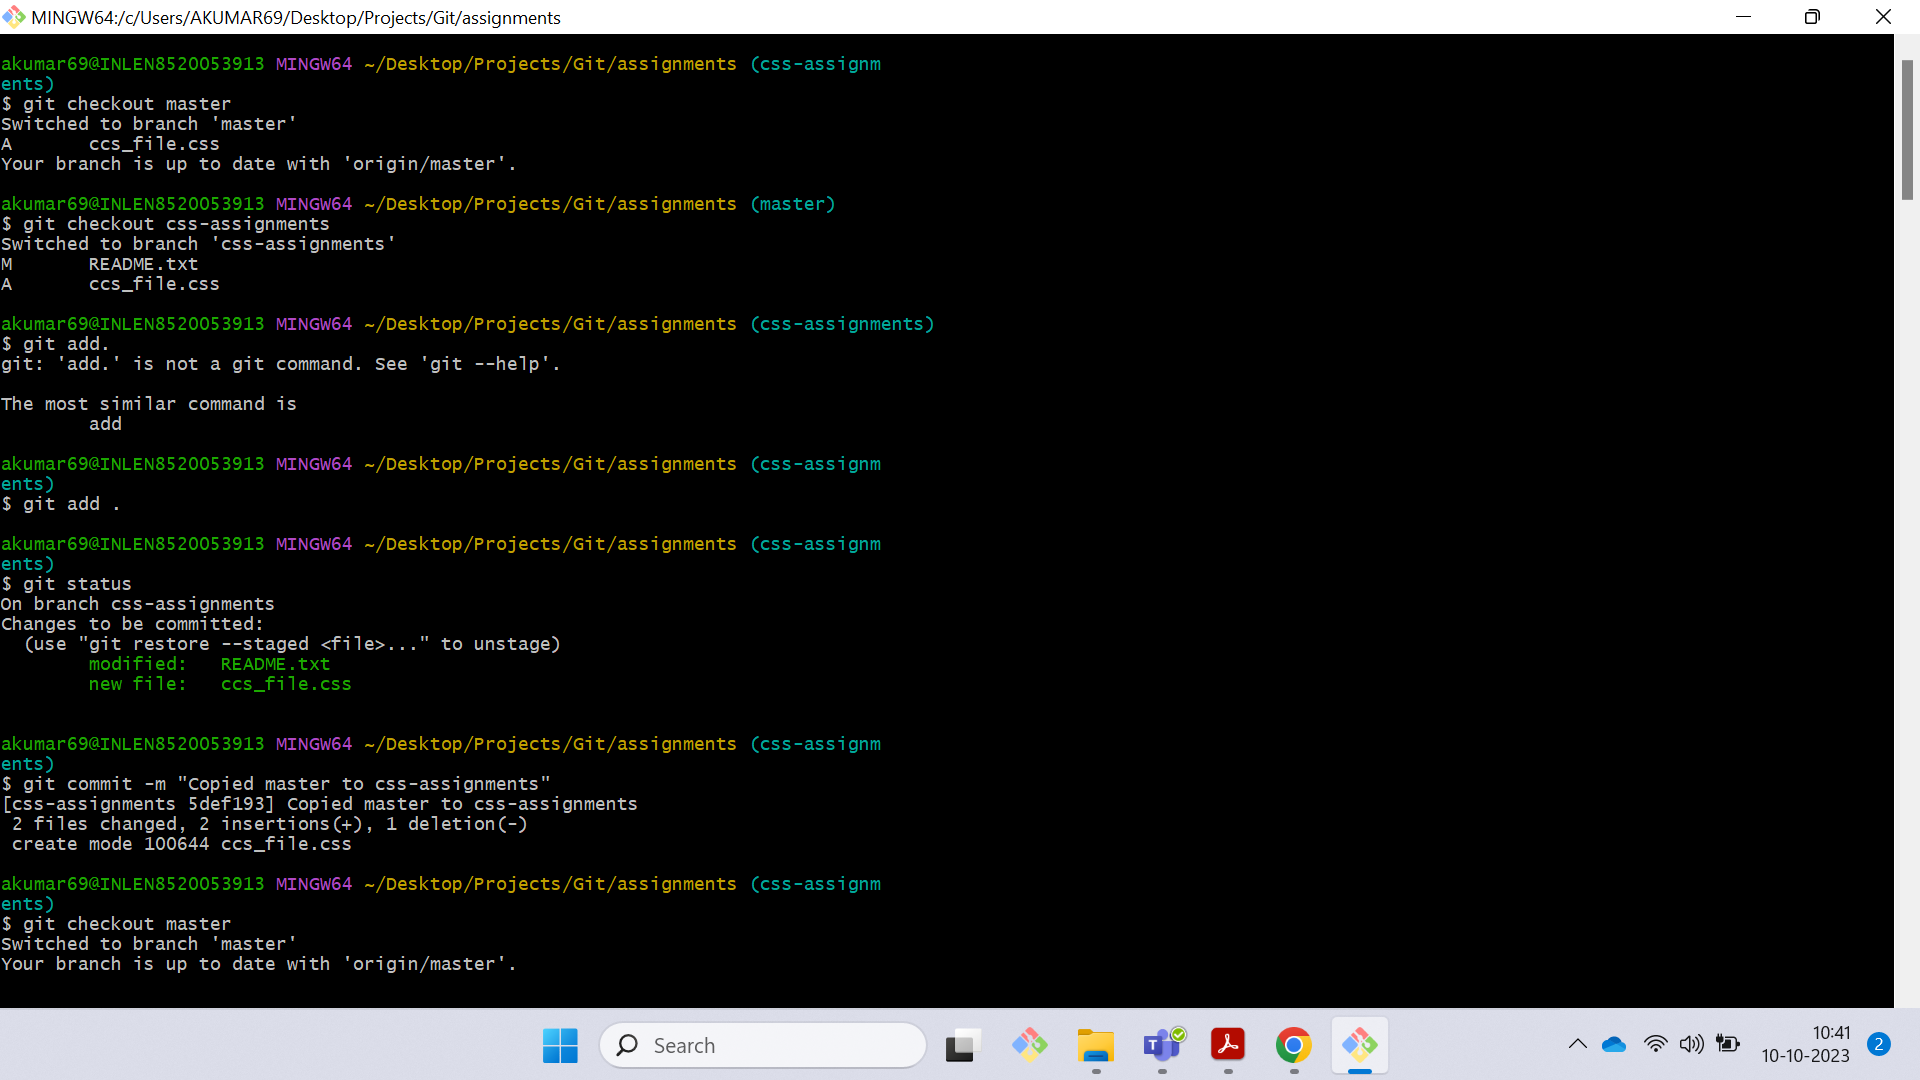 MINGW64:/c/Users/AKUMAR69/Desktop/Projects/Git/assignments
akumar69@INLEN8520053913 MINGW64 ~/Desktop/Projects/Git/assignments (css-assignm
ents)
$ git checkout master
Switched to branch 'master'
A       ccs_file.css
Your branch is up to date with 'origin/master'.
akumar69@INLEN8520053913 MINGW64 ~/Desktop/Projects/Git/assignments (master)
$ git checkout css-assignments
Switched to branch 'css-assignments'
M       README.txt
A       ccs_file.css
akumar69@INLEN8520053913 MINGW64 ~/Desktop/Projects/Git/assignments (css-assignments)
$ git add.
git: 'add.' is not a git command. See 'git --help'.
The most similar command is
        add
akumar69@INLEN8520053913 MINGW64 ~/Desktop/Projects/Git/assignments (css-assignm
ents)
$ git add .
akumar69@INLEN8520053913 MINGW64 ~/Desktop/Projects/Git/assignments (css-assignm
ents)
$ git status
On branch css-assignments
Changes to be committed:
  (use "git restore --staged <file>..." to unstage)
        modified:   README.txt
        new file:   ccs_file.css
akumar69@INLEN8520053913 MINGW64 ~/Desktop/Projects/Git/assignments (css-assignm
ents)
$ git commit -m "Copied master to css-assignments"
[css-assignments 5def193] Copied master to css-assignments
 2 files changed, 2 insertions(+), 1 deletion(-)
 create mode 100644 ccs_file.css
akumar69@INLEN8520053913 MINGW64 ~/Desktop/Projects/Git/assignments (css-assignm
ents)
$ git checkout master
Switched to branch 'master'
Your branch is up to date with 'origin/master'.
Search
T
10:41
10-10-2023
2